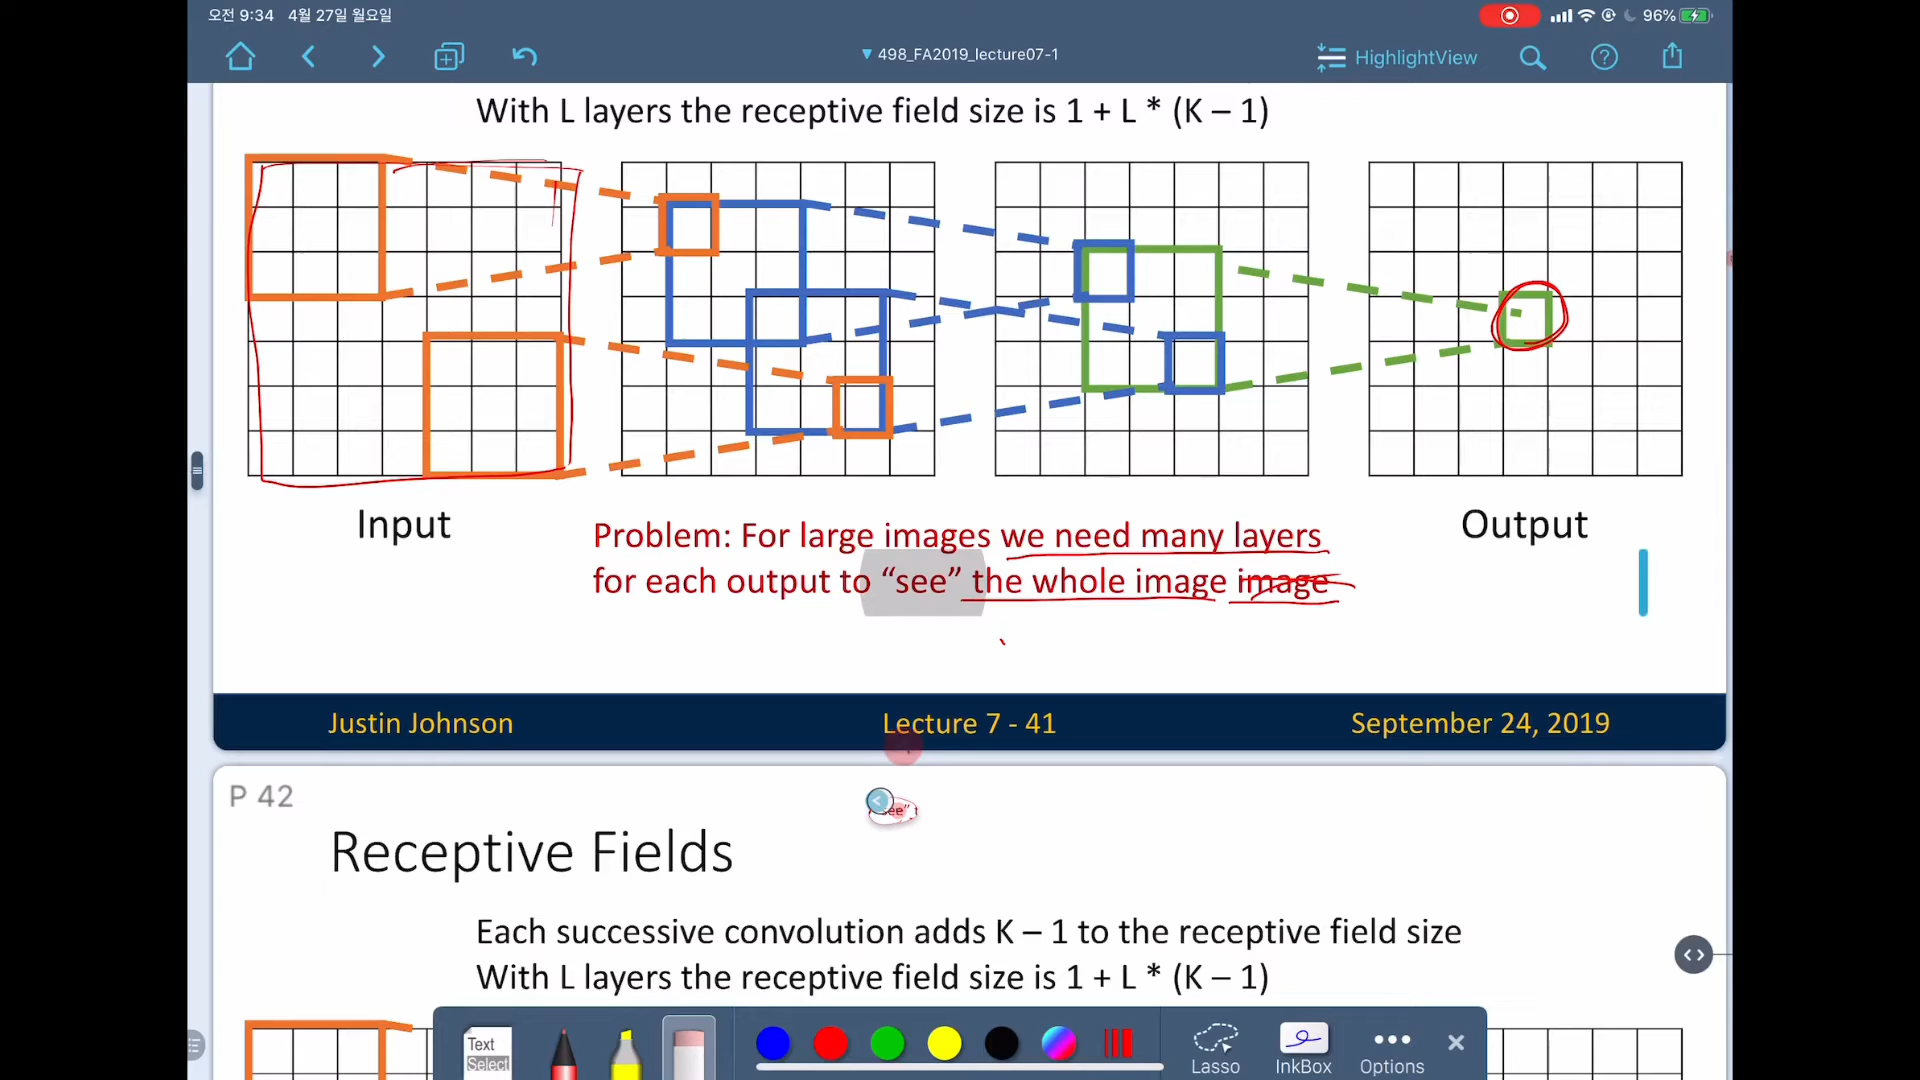 오전 9:34 4월 27일 월요일
96%
▼ 498_FA2019_lecture07-1
HighlightView
With L layers the receptive field size is 1 + L * (K – 1)
Input
Output
Problem: For large images we need many layers
for each output to “see” the whole image image
Justin Johnson
Lecture 7 - 41
September 24, 2019
P 42
see”
Receptive Fields
Each successive convolution adds K – 1 to the receptive field size
With L layers the receptive field size is 1 + L * (K – 1)
Text
Select
Lasso
InkBox
Options